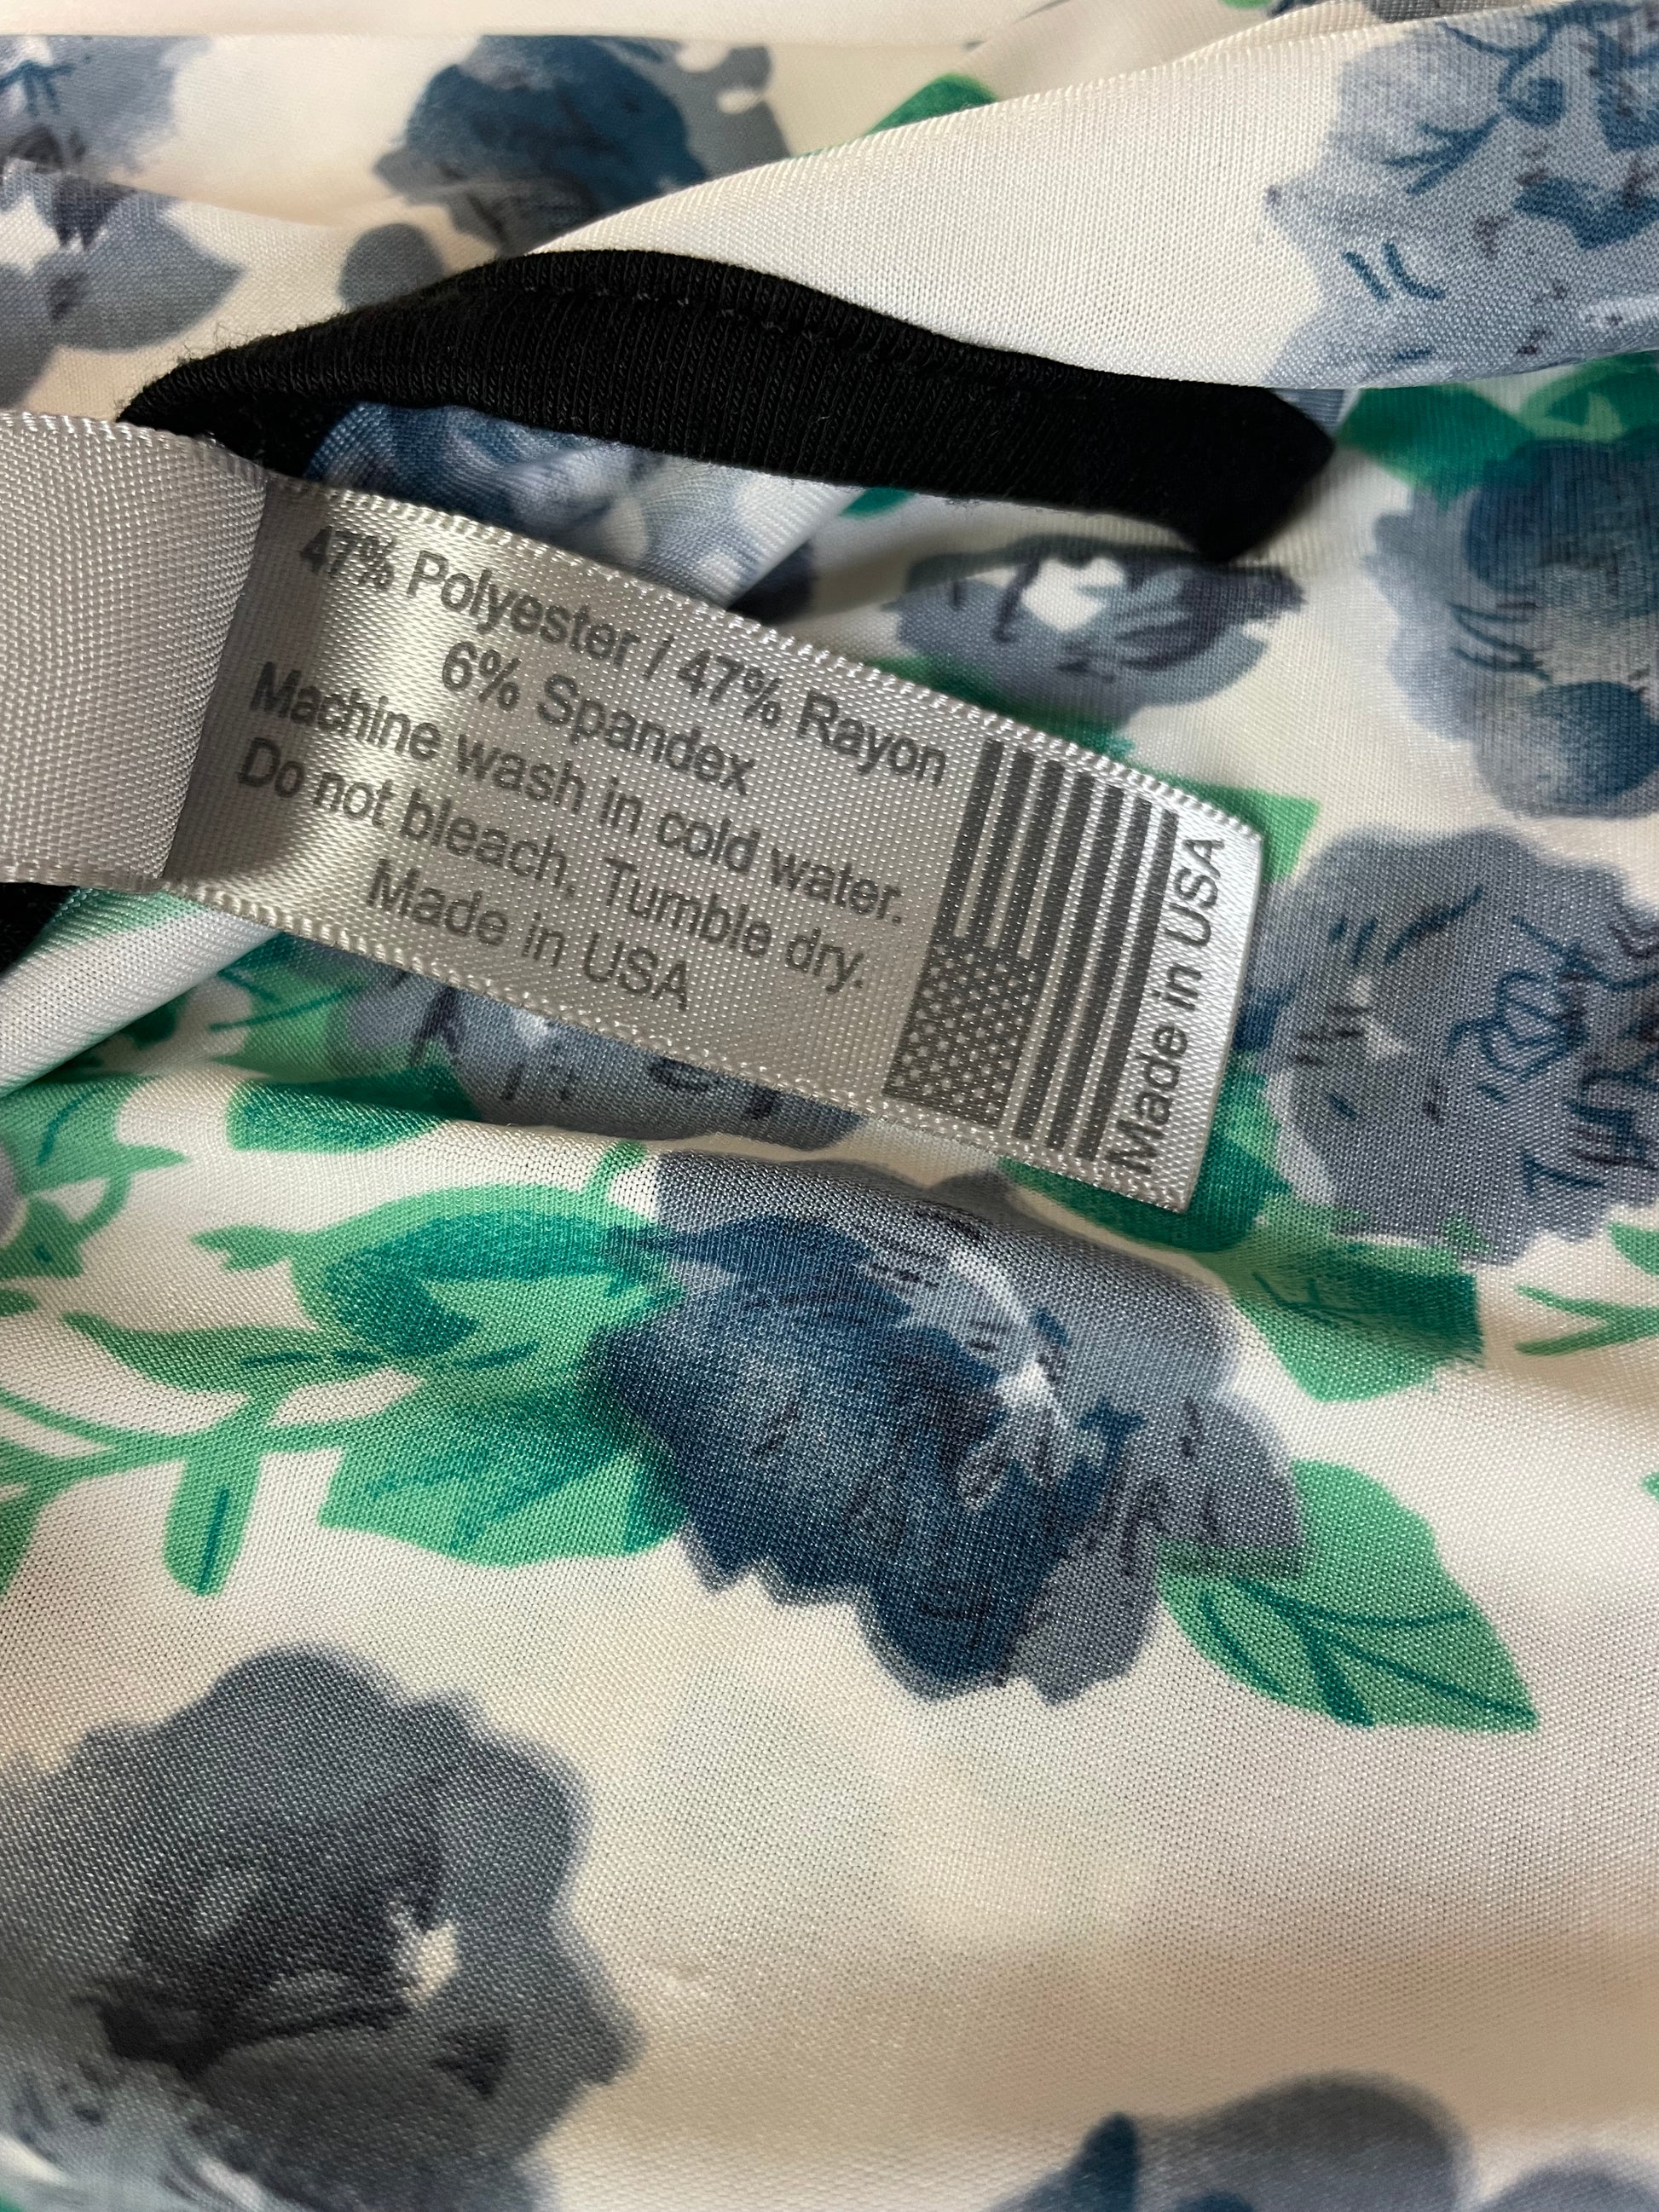 47% Polyester / 47% Rayon
6% Spandex
Machine wash in cold water.
Do not bleach. Tumble dry.
Made in USA
Made in USA